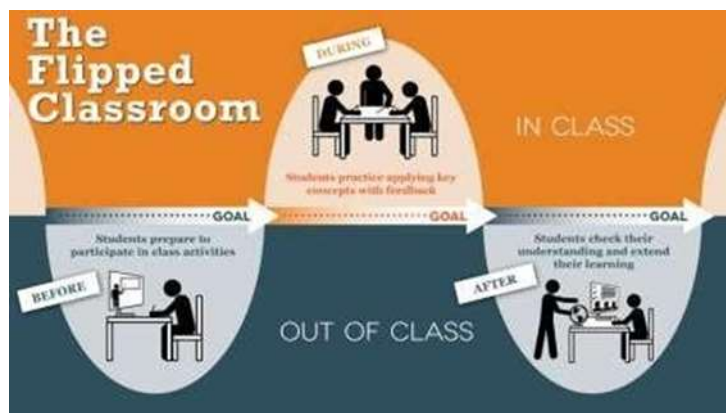 The
Flipped
Classroom
DURING
IN CLASS
Students practice applying key
concepts with feedback
GOAL
GOAL
GOAL
Students prepare to
participate in class activities
BEFORE
OUT OF CLASS
Students check their
understanding and extend
their learning
AFTER